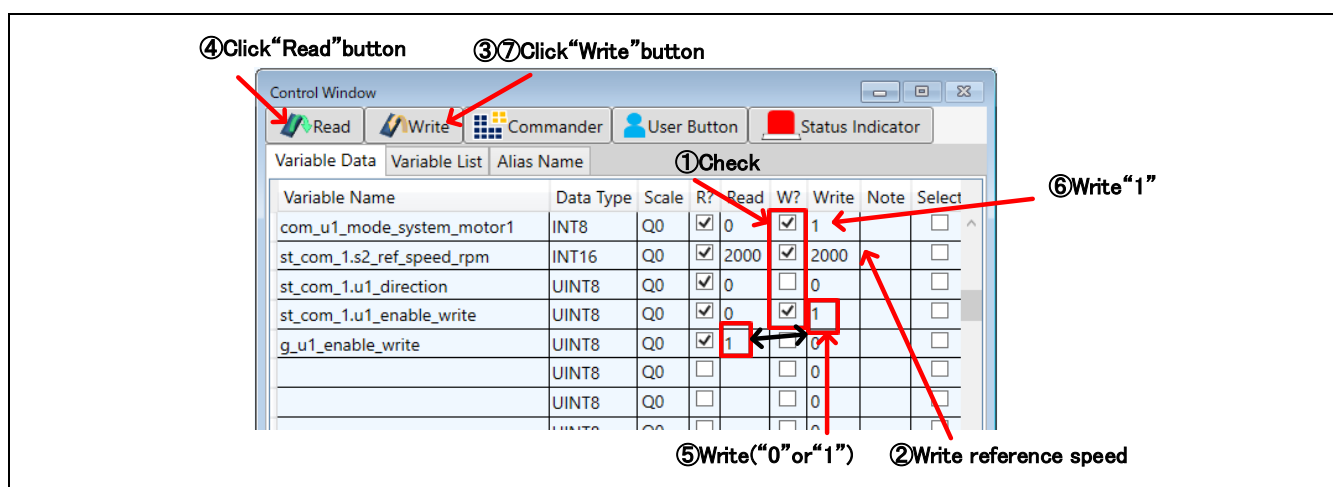 ④Click“Read”button ③⑦Click“Write”button
Control Window
Read Write Commander User Button Status Indicator
Variable Data Variable List Alias Name
①Check
⑥Write“1”
Variable Name Data Type Scale R? Read W? Write Note Select
com_u1_mode_system_motor1 INT8 Q0 0 1
st_com_1.s2_ref_speed_rpm INT16 Q0 2000 2000
st_com_1.u1_direction UINT8 Q0 0 0
st_com_1.u1_enable_write UINT8 Q0 0 1
g_u1_enable_write UINT8 Q0 1 0
UINT8 Q0 0
UINT8 Q0 0
UINT8 Q0 0
⑤Write(“0”or“1”) ②Write reference speed